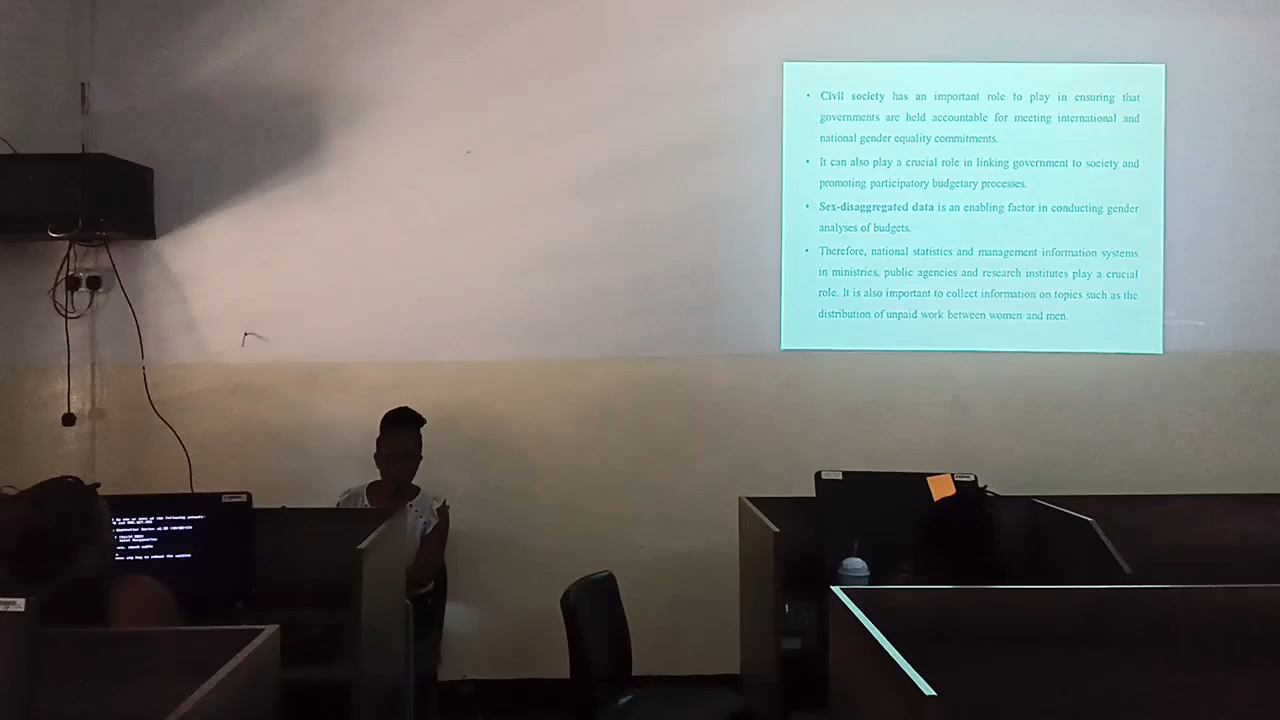 • Civil society has an important role to play in ensuring that
governments are held accountable for meeting international and
national gender equality commitments.
• It can also play a crucial role in linking government to society and
promoting participatory budgetary processes.
• Sex-disaggregated data is an enabling factor in conducting gender
analyses of budgets.
• Therefore, national statistics and management information systems
in ministries, public agencies and research institutes play a crucial
role. It is also important to collect information on topics such as the
distribution of unpaid work between women and men.